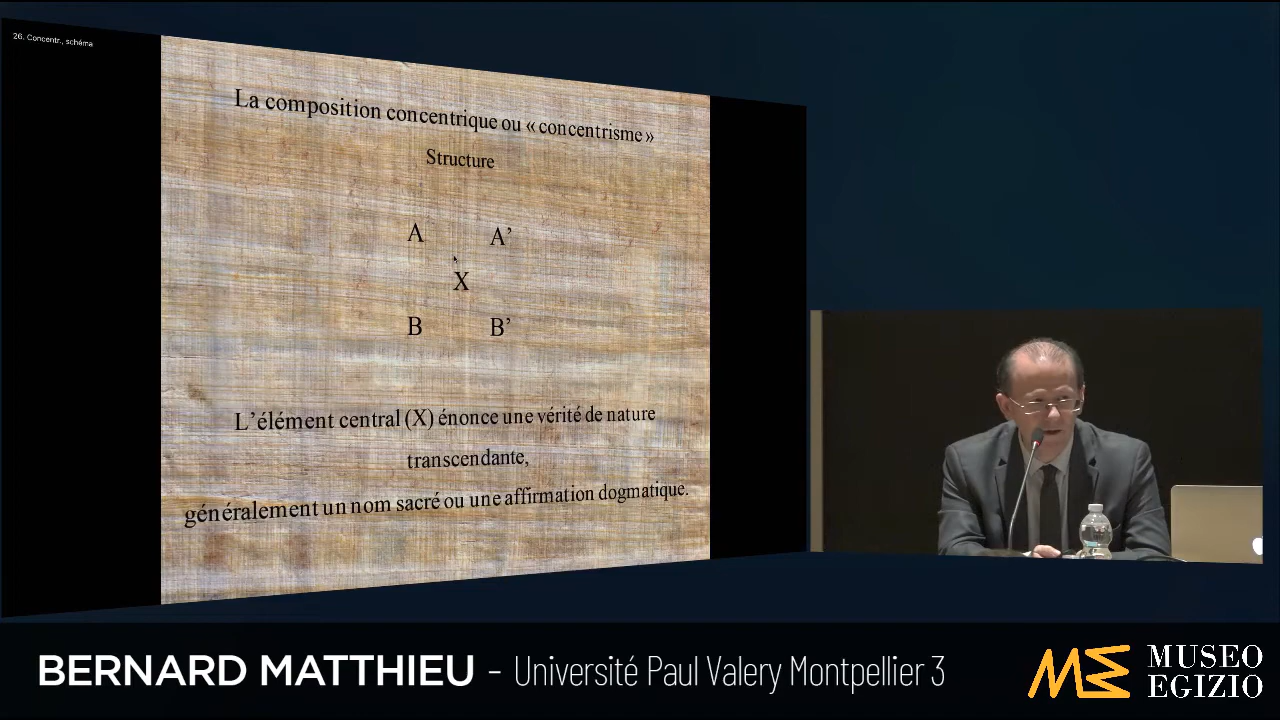 26. Concentr., schéma
La composition concentrique ou « concentrisme »
Structure
A A’
X
B B’
L’élément central (X) énonce une vérité de nature
transcendante,
généralement un nom sacré ou une affirmation dogmatique.
BERNARD MATTHIEU - Université Paul Valery Montpellier 3
ME MUSEO
EGIZIO